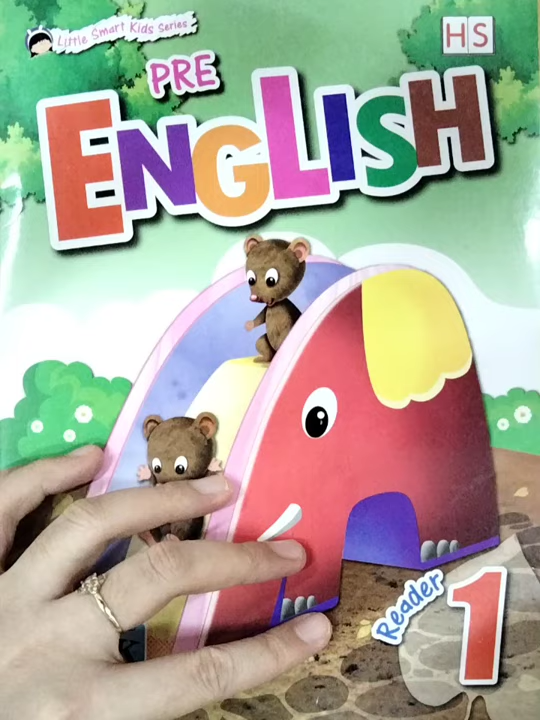 Little Smart Kids Series
HS
PRE
ENGLISH
Reader
1